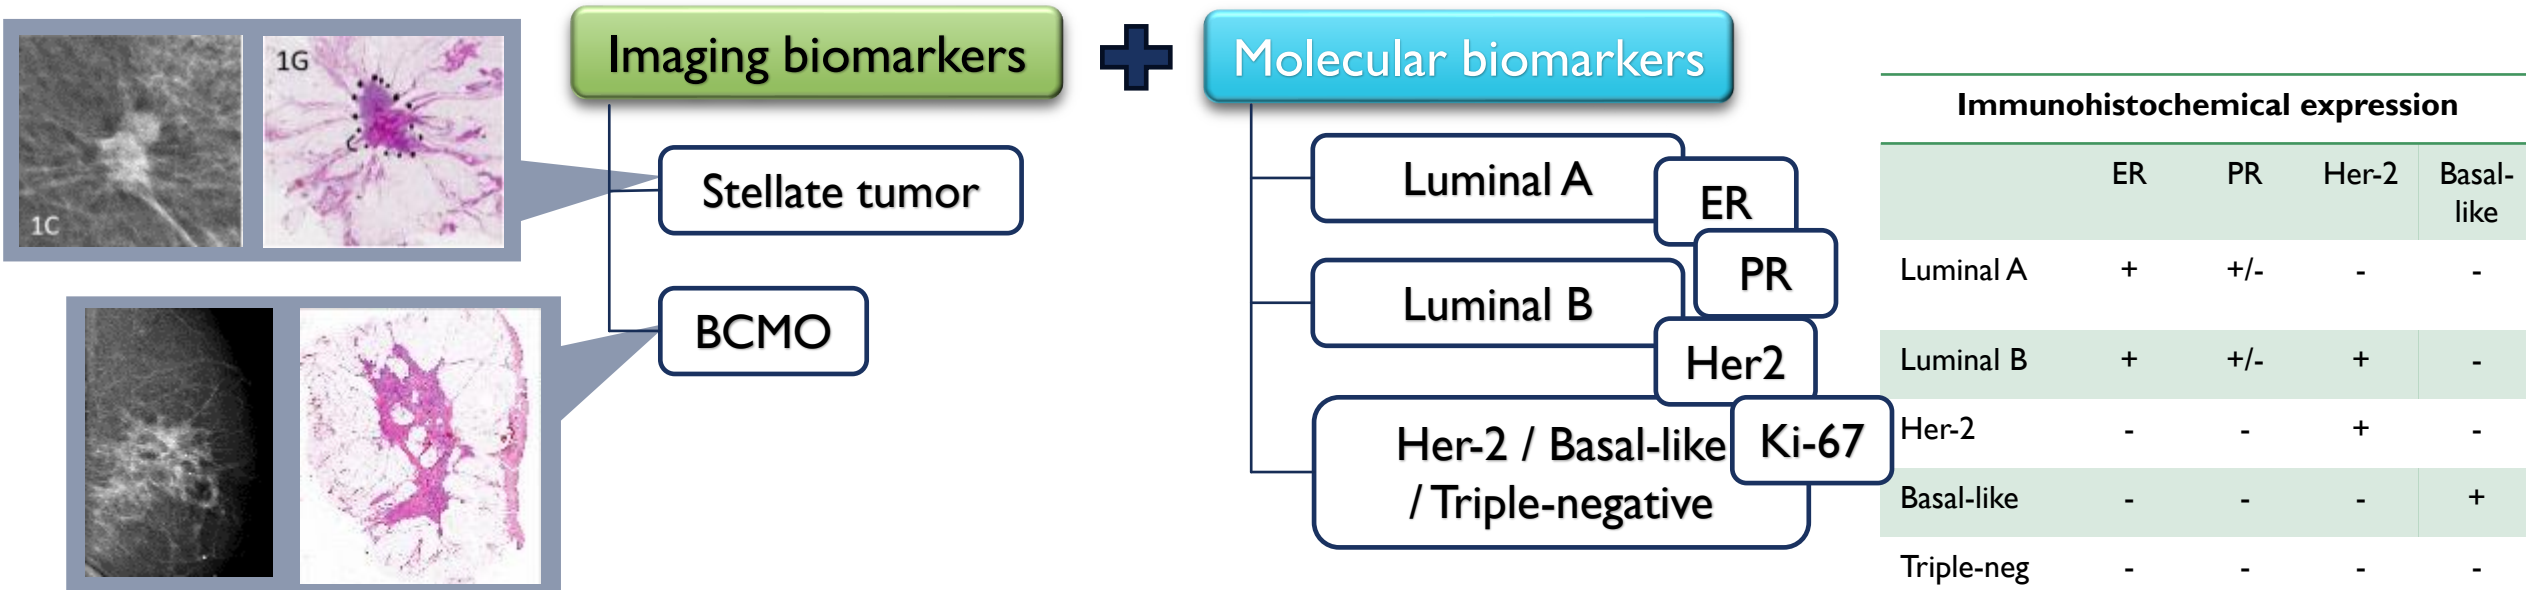 Imaging biomarkers
Molecular biomarkers
1C
1G
Stellate tumor
BCMO
Luminal A
ER
PR
Luminal B
Her2
Her-2 / Basal-like
/ Triple-negative
Ki-67
Immunohistochemical expression
ER PR Her-2 Basal-
like
Luminal A + +/- - -
Luminal B + +/- + -
Her-2 - - + -
Basal-like - - - +
Triple-neg - - - -